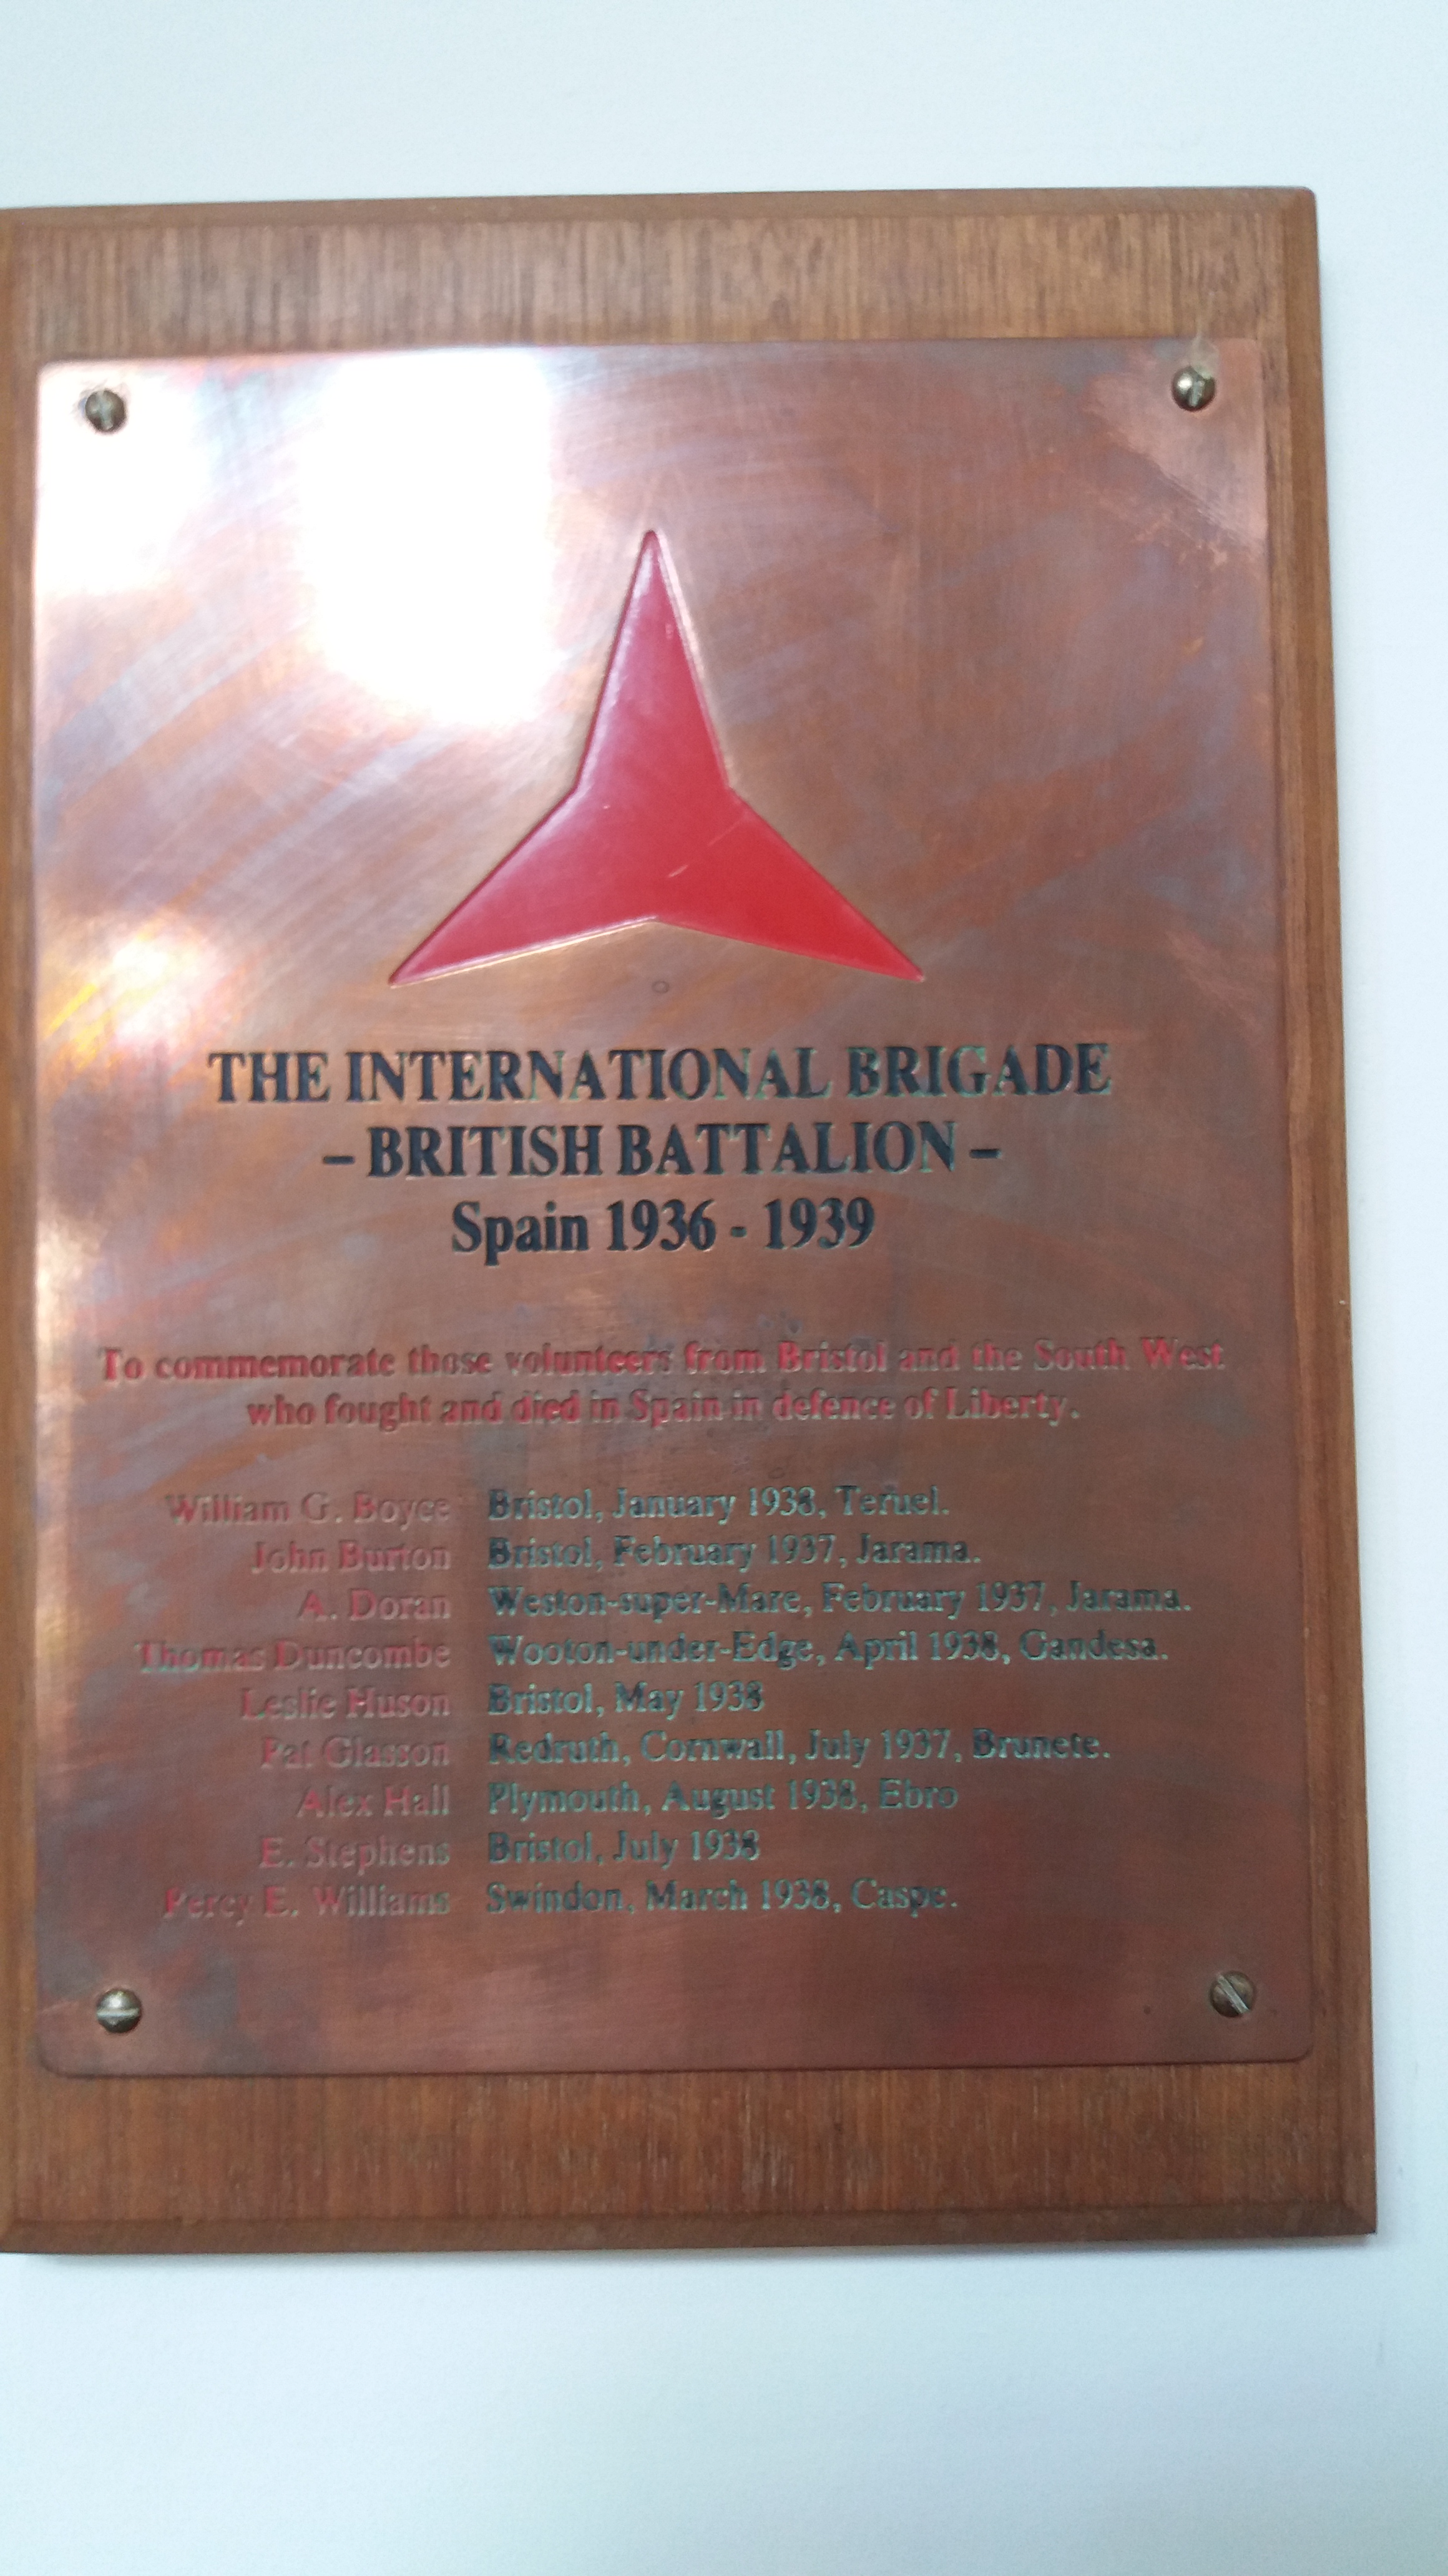 THE INTERNATIONAL BRIGADE
– BRITISH BATTALION –
Spain 1936 - 1939
To commemorate those volunteers from Bristol and the South West
who fought and died in Spain in defence of Liberty.
William G. Boyce Bristol, January 1938, Teruel.
John Burton Bristol, February 1937, Jarama.
A. Doran Weston-super-Mare, February 1937, Jarama.
Thomas Duncombe Wooton-under-Edge, April 1938, Gandesa.
Leslie Huson Bristol, May 1938
Pat Glasson Redruth, Cornwall, July 1937, Brunete.
Alex Hall Plymouth, August 1938, Ebro
E. Stephens Bristol, July 1938
Percy E. Williams Swindon, March 1938, Caspe.